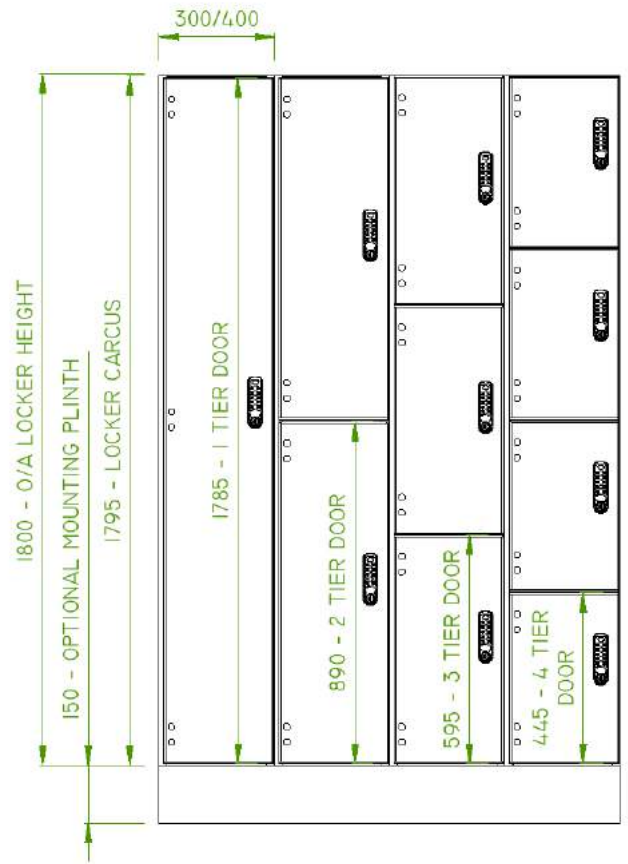 300/400
1800 - O/A LOCKER HEIGHT
150 - OPTIONAL MOUNTING PLINTH
1795 - LOCKER CARCUS
1785 - 1 TIER DOOR
890 - 2 TIER DOOR
595 - 3 TIER DOOR
445 - 4 TIER
DOOR